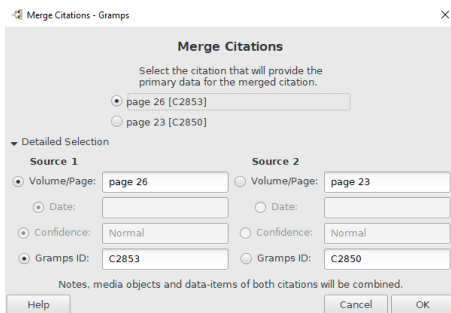 Merge Citations - Gramps
Merge Citations
Select the citation that will provide the
primary data for the merged citation.
page 26 [C2853]
page 23 [C2850]
Detailed Selection
Source 1 Source 2
Volume/Page: page 26 Volume/Page: page 23
Date: Date:
Confidence: Normal Confidence: Normal
Gramps ID: C2853 Gramps ID: C2850
Notes, media objects and data-items of both citations will be combined.
Help Cancel OK